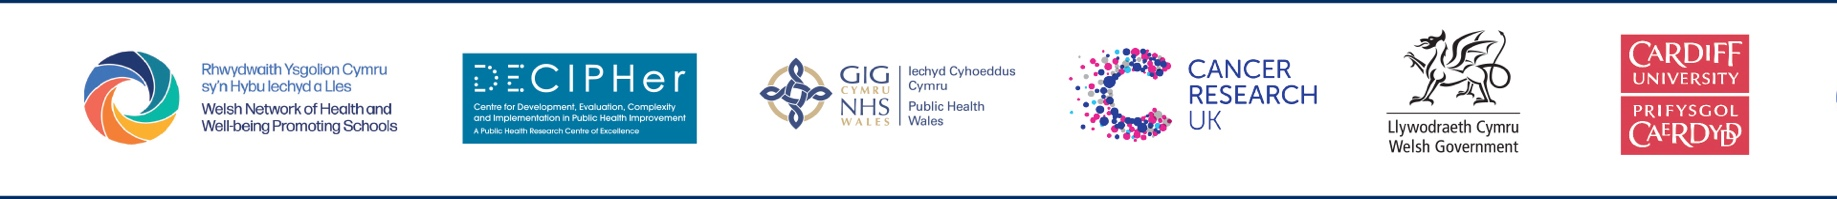 Rhwydwaith Ysgolion Cymru
sy'n Hybu Iechyd a Lles
Welsh Network of Health and
Well-being Promoting Schools
DECIPHer
Centre for Development, Evaluation, Complexity
and Implementation in Public Health Improvement
A Public Health Research Centre of Excellence
GIG
CYMRU
NHS
WALES
Iechyd Cyhoeddus
Cymru
Public Health
Wales
CANCER
RESEARCH
UK
Llywodraeth Cymru
Welsh Government
CARDIFF
UNIVERSITY
PRIFYSGOL
CAERDYDD